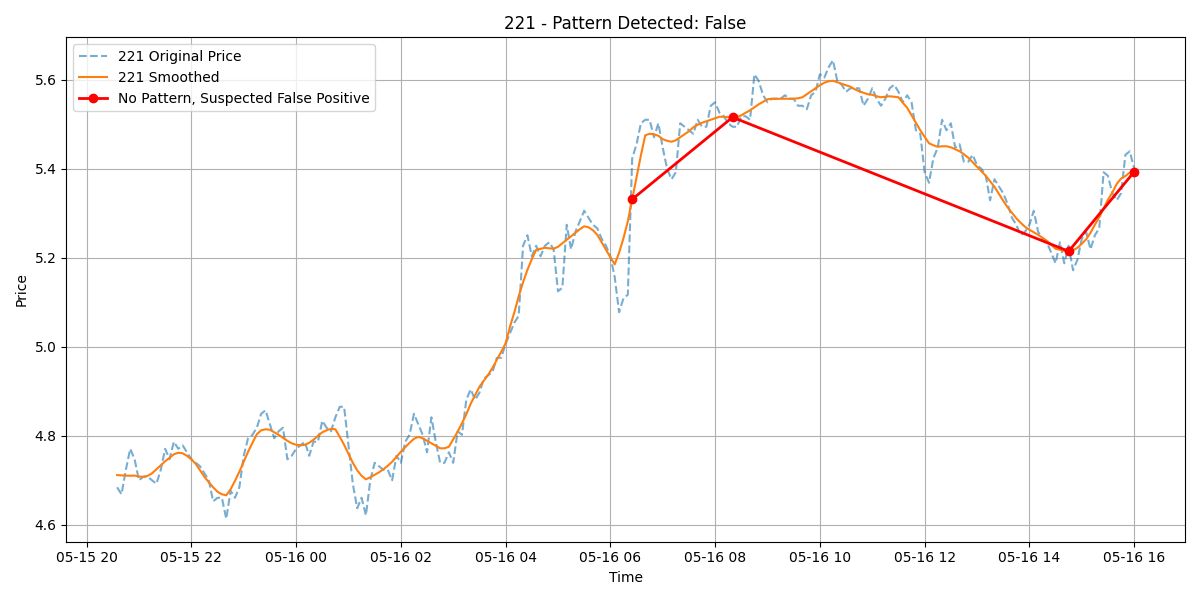 221 - Pattern Detected: False
221 Original Price
221 Smoothed
No Pattern, Suspected False Positive
Price
5.6
5.4
5.2
5.0
4.8
4.6
05-15 20 05-15 22 05-16 00 05-16 02 05-16 04 05-16 06 05-16 08 05-16 10 05-16 12 05-16 14 05-16 16
Time